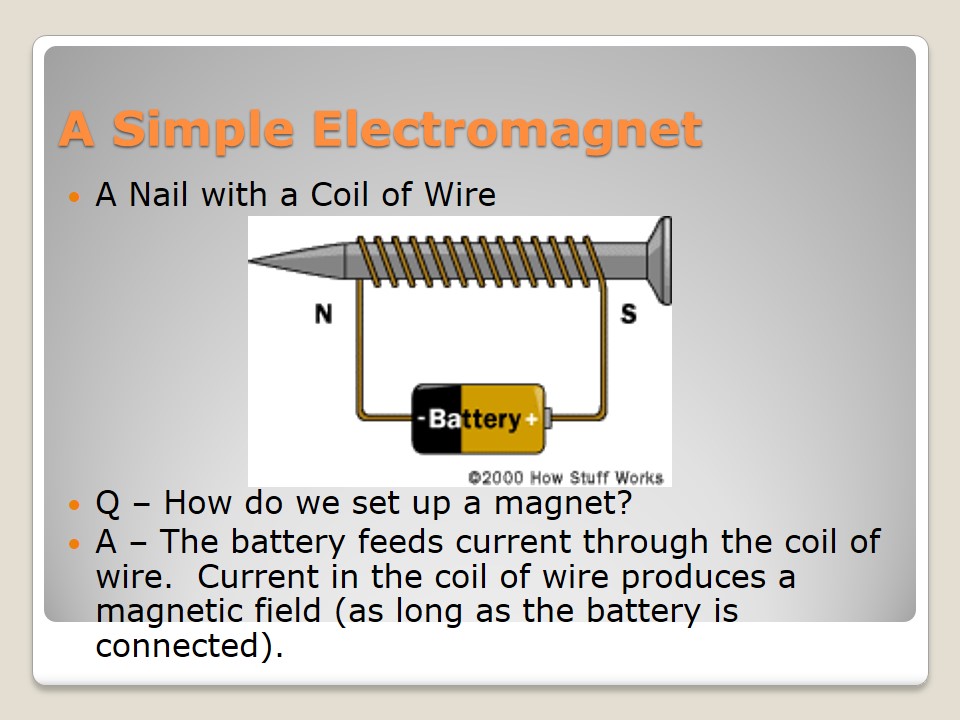 A Simple Electromagnet
A Nail with a Coil of Wire
N
S
-Battery+
©2000 How Stuff Works
Q – How do we set up a magnet?
A – The battery feeds current through the coil of
wire.  Current in the coil of wire produces a
magnetic field (as long as the battery is
connected).